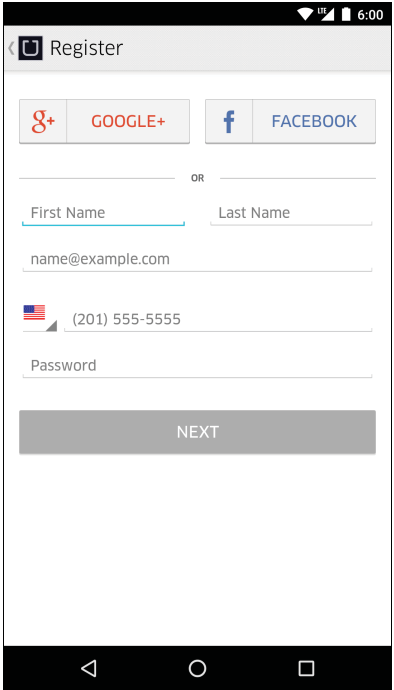 LTE 6:00
Register
g+ GOOGLE+ f FACEBOOK
OR
First Name Last Name
name@example.com
(201) 555-5555
Password
NEXT